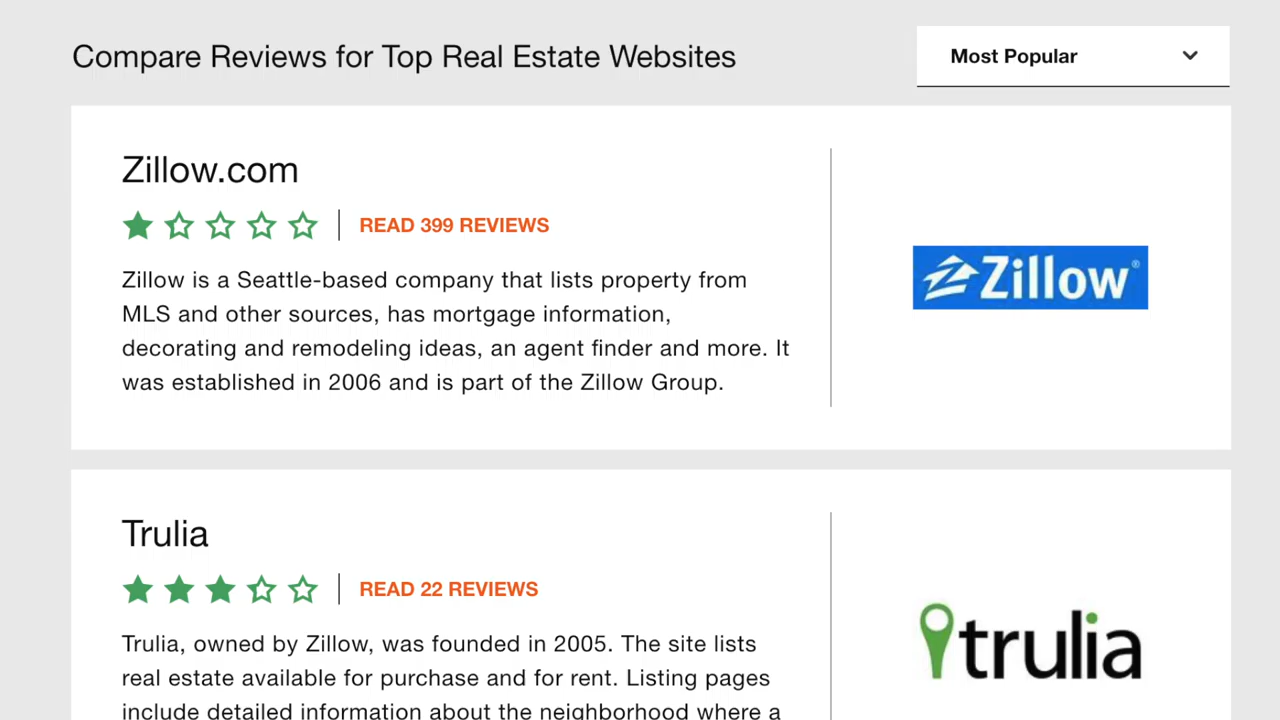 Compare Reviews for Top Real Estate Websites
Most Popular
Zillow.com
READ 399 REVIEWS
Zillow is a Seattle-based company that lists property from
MLS and other sources, has mortgage information,
decorating and remodeling ideas, an agent finder and more. It
was established in 2006 and is part of the Zillow Group.
Zillow®
Trulia
READ 22 REVIEWS
Trulia, owned by Zillow, was founded in 2005. The site lists
real estate available for purchase and for rent. Listing pages
include detailed information about the neighborhood where a
trulia